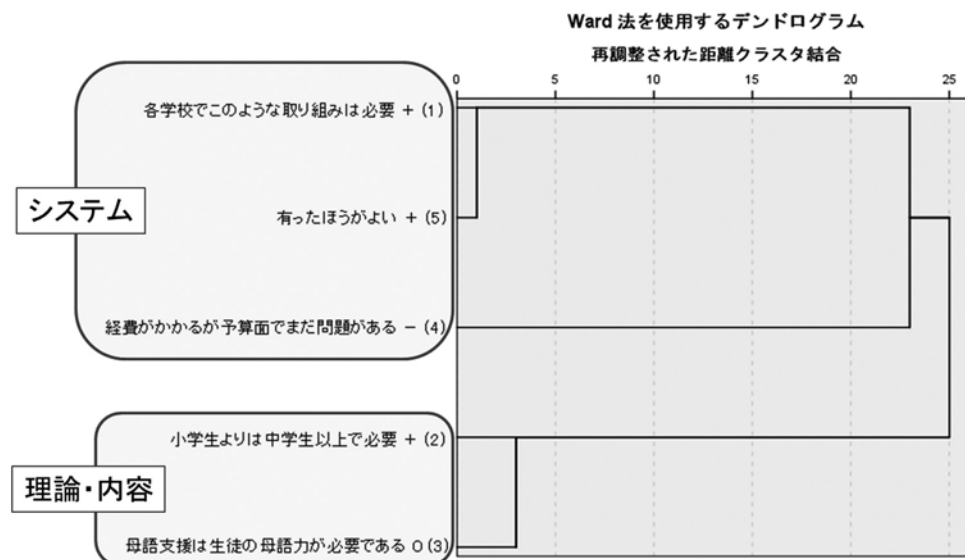 Ward 法を使用するデンドログラム
再調整された距離クラスタ結合
0 5 10 15 20 25
各学校でこのような取り組みは必要 + (1)
システム
有ったほうがよい + (5)
経費がかかるが予算面でまだ問題がある − (4)
小学生よりは中学生以上で必要 + (2)
理論・内容
母語支援は生徒の母語力が必要である 0 (3)